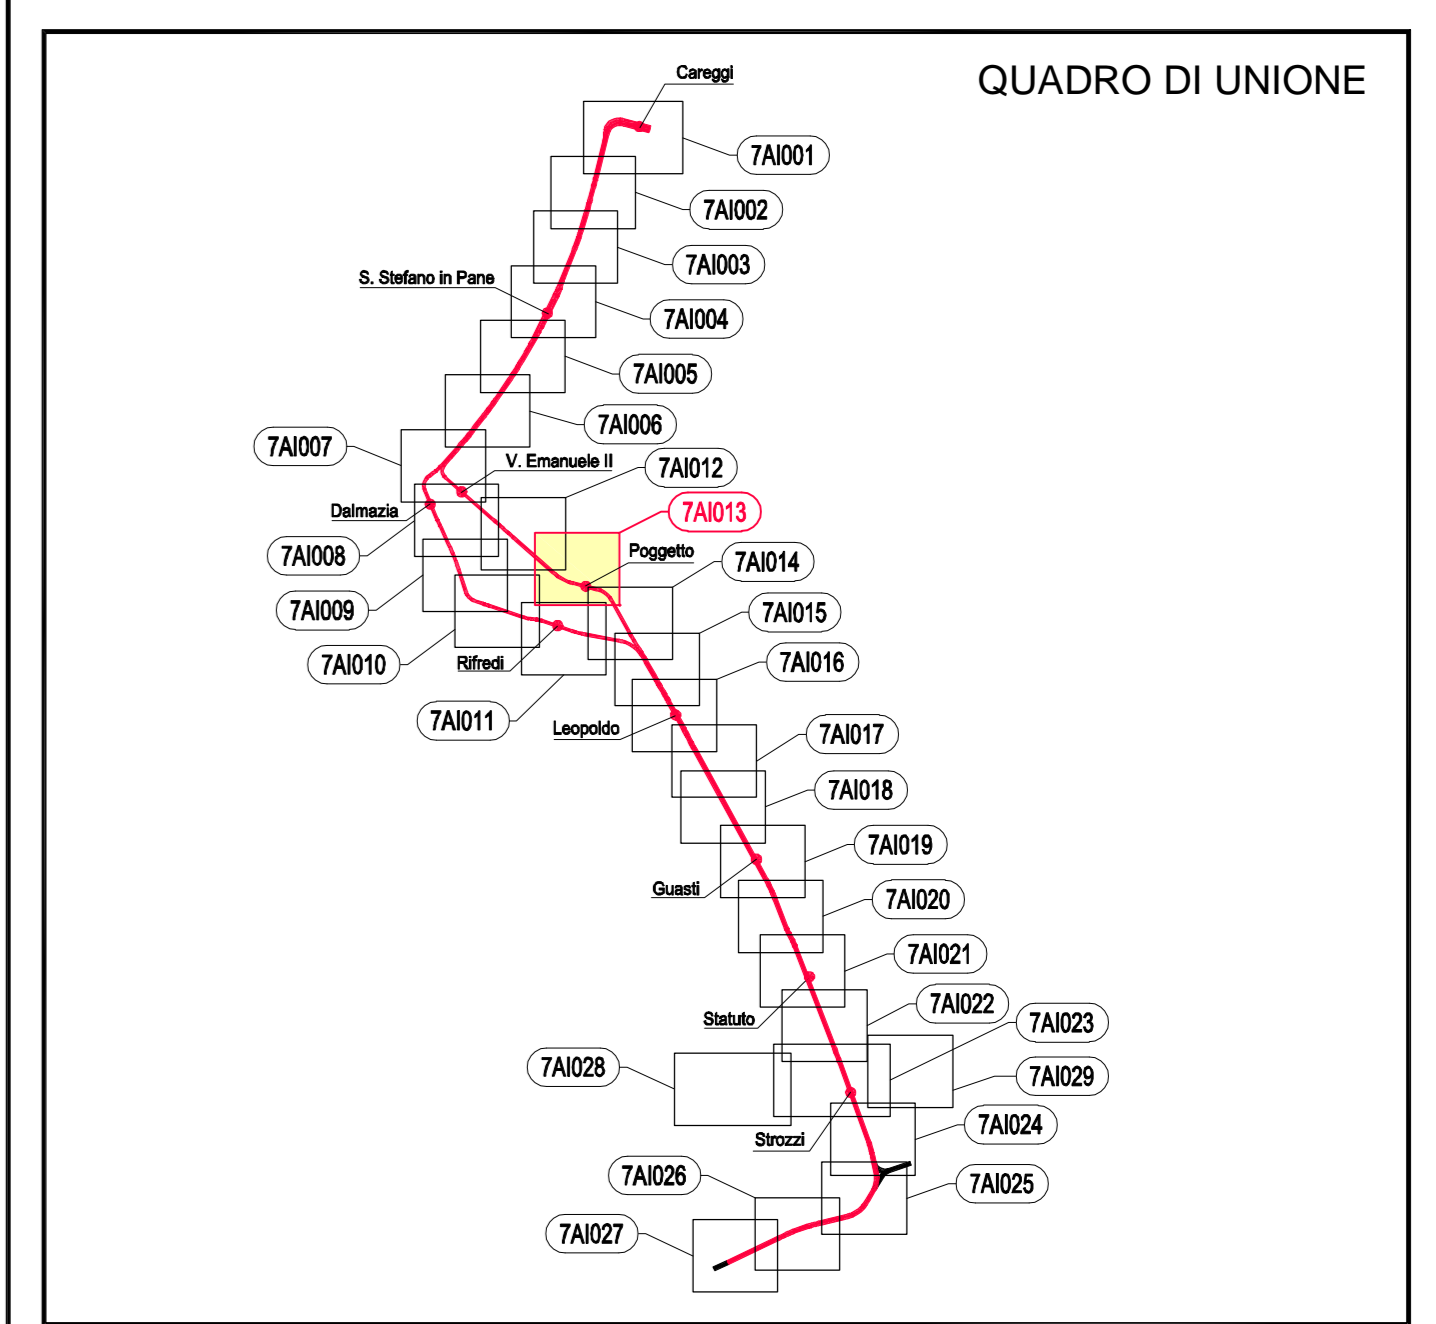 QUADRO DI UNIONE
Careggi
7AI001
7AI002
7AI003
S. Stefano in Pane
7AI004
7AI005
7AI006
7AI007
V. Emanuele II
7AI012
Dalmazia
7AI013
7AI008
Poggetto
7AI014
7AI009
7AI015
7AI010
Rifredi
7AI016
7AI011
Leopoldo
7AI017
7AI018
7AI019
Guasti
7AI020
7AI021
7AI022
Statuto
7AI023
7AI028
7AI029
7AI024
Strozzi
7AI026
7AI025
7AI027